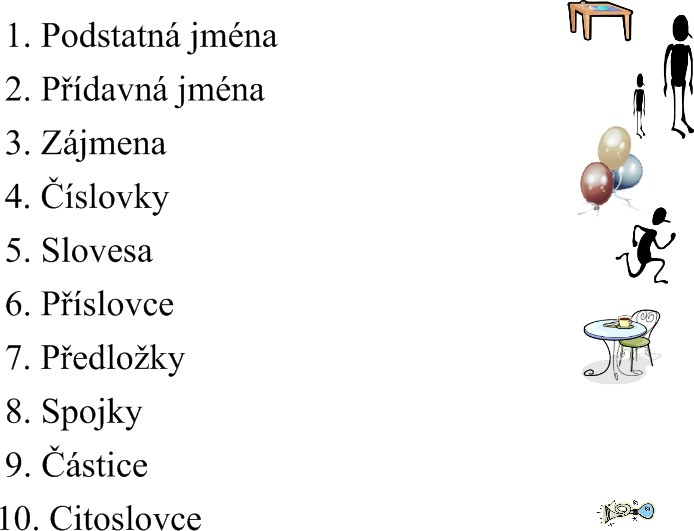 1. Podstatná jména
2. Přídavná jména
3. Zájmena
4. Číslovky
5. Slovesa
6. Příslovce
7. Předložky
8. Spojky
9. Částice
10. Citoslovce